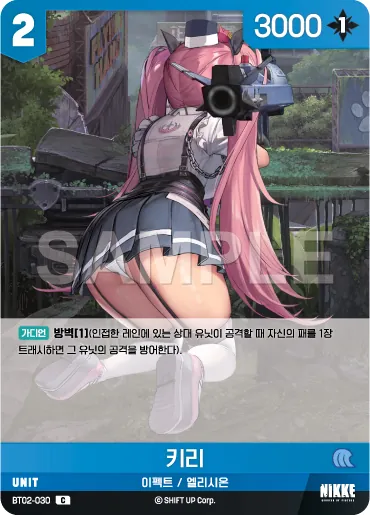 2
3000 1
SAMPLE
가디언 방벽[1](인접한 레인에 있는 상대 유닛이 공격할 때 자신의 패를 1장
트래시하면 그 유닛의 공격을 방어한다).
키리
UNIT
이펙트 / 엘리시온
NIKKE
BT02-030 C
© SHIFT UP Corp.